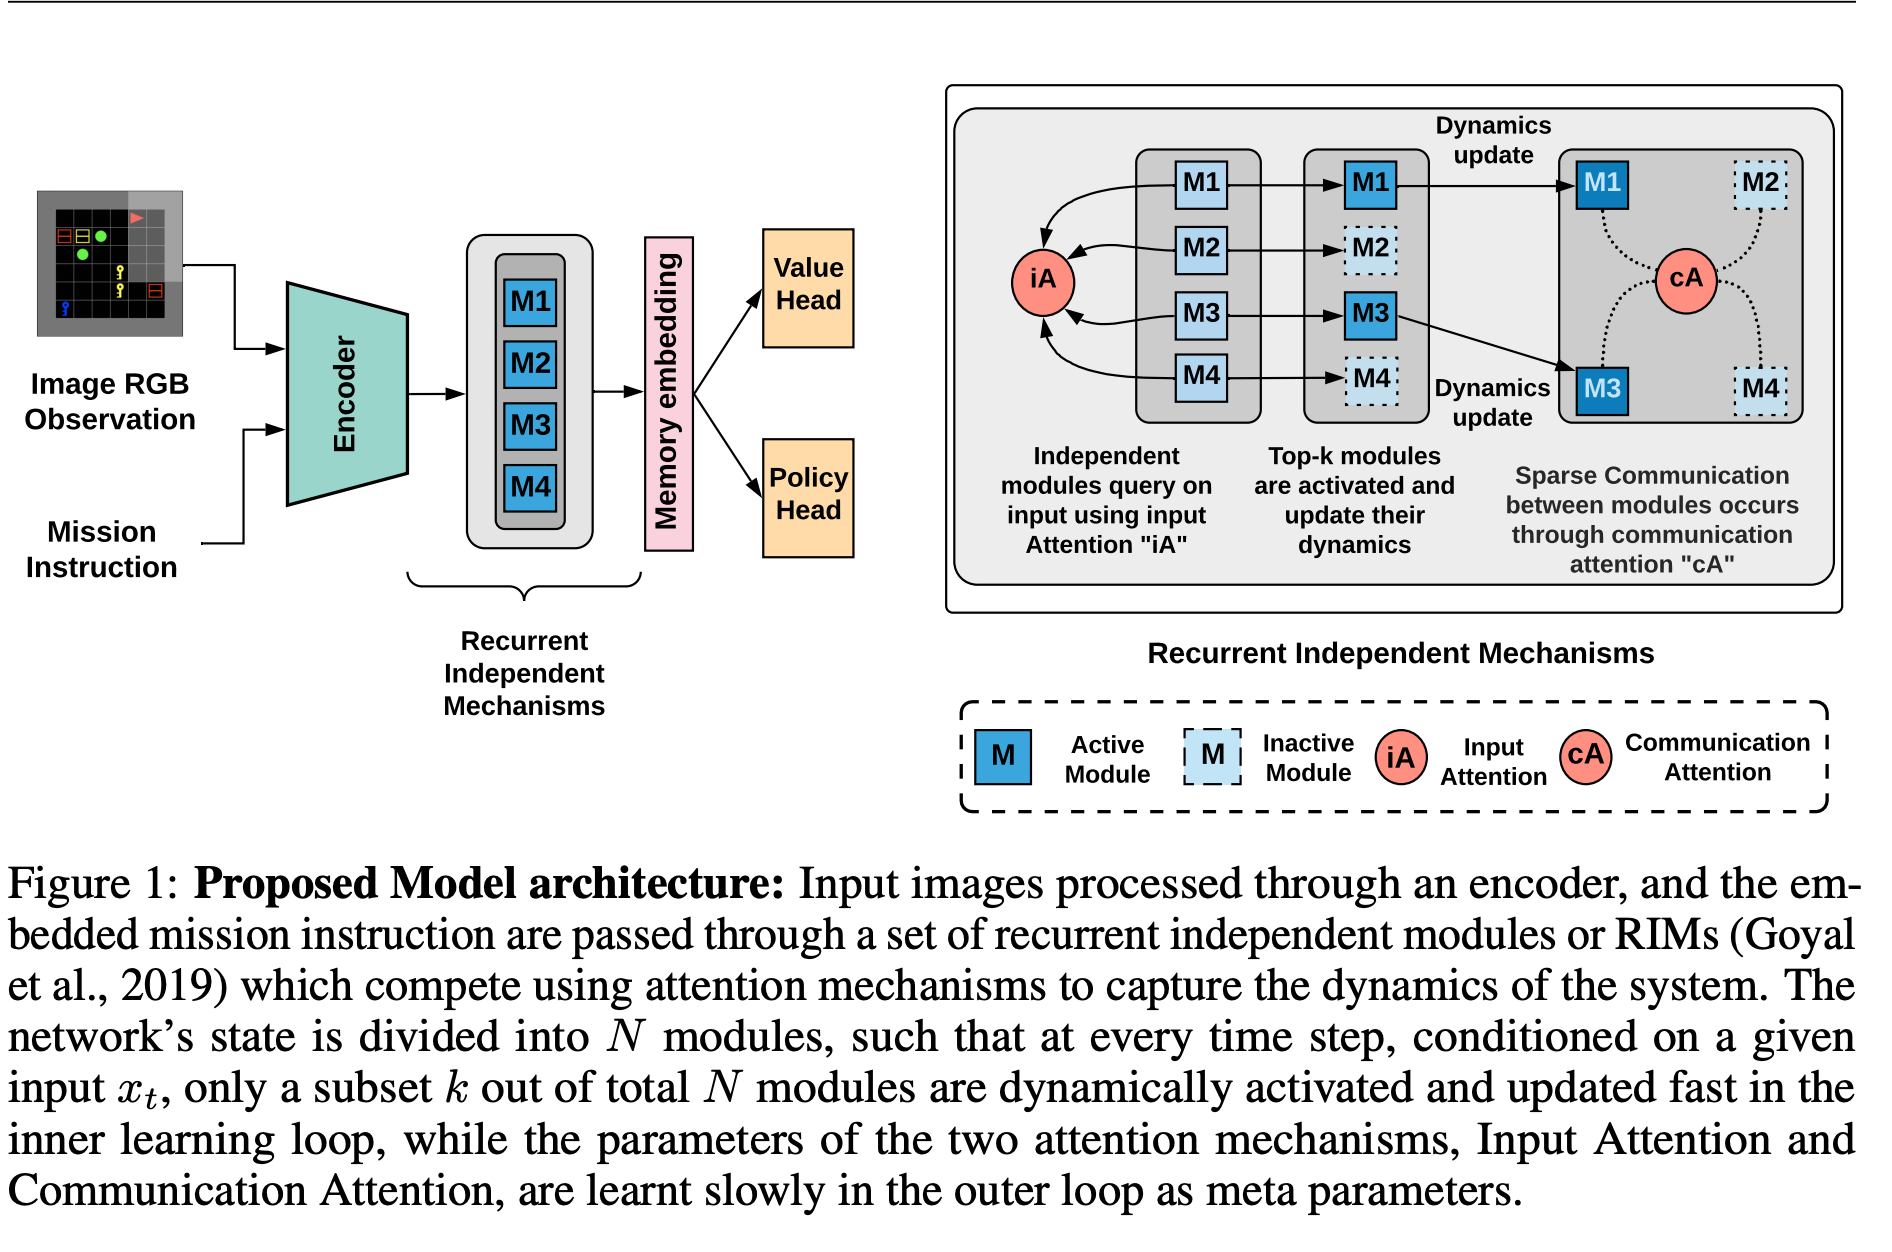 Image RGB
Observation
Mission
Instruction
Encoder
M1
M2
M3
M4
Memory embedding
Value
Head
Policy
Head
Recurrent
Independent
Mechanisms
iA
M1
M2
M3
M4
M1
M2
M3
M4
Dynamics
update
Dynamics
update
M1
M2
cA
M3
M4
Independent
modules query on
input using input
Attention "iA"
Top-k modules
are activated and
update their
dynamics
Sparse Communication
between modules occurs
through communication
attention "cA"
Recurrent Independent Mechanisms
M
Active
Module
M
Inactive
Module
iA
Input
Attention
cA
Communication
Attention
Figure 1: Proposed Model architecture: Input images processed through an encoder, and the em-
bedded mission instruction are passed through a set of recurrent independent modules or RIMs (Goyal
et al., 2019) which compete using attention mechanisms to capture the dynamics of the system. The
network's state is divided into N modules, such that at every time step, conditioned on a given
input xₜ, only a subset k out of total N modules are dynamically activated and updated fast in the
inner learning loop, while the parameters of the two attention mechanisms, Input Attention and
Communication Attention, are learnt slowly in the outer loop as meta parameters.